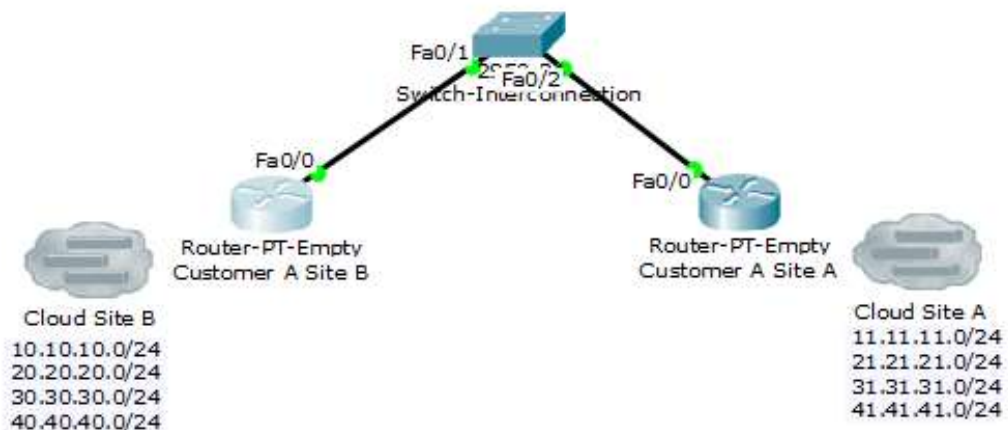 Fa0/1
Fa0/2
Switch-Interconnection
Fa0/0
Fa0/0
Router-PT-Empty
Customer A Site B
Router-PT-Empty
Customer A Site A
Cloud Site B
10.10.10.0/24
20.20.20.0/24
30.30.30.0/24
40.40.40.0/24
Cloud Site A
11.11.11.0/24
21.21.21.0/24
31.31.31.0/24
41.41.41.0/24